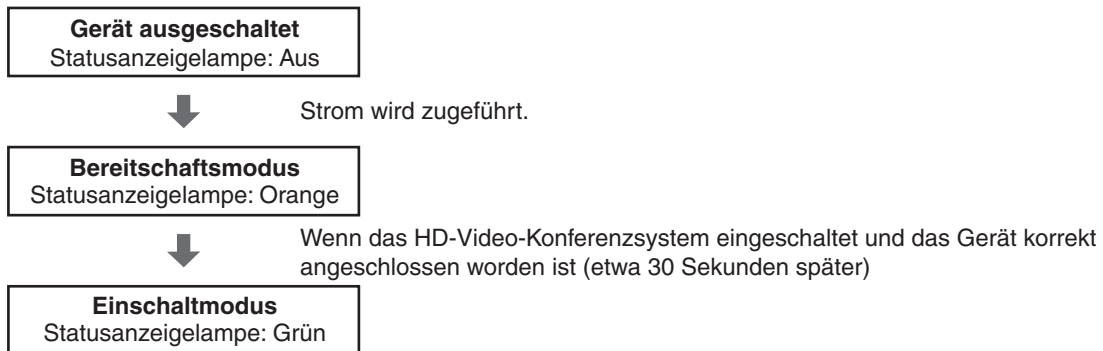 Gerät ausgeschaltet
Statusanzeigelampe: Aus
Strom wird zugeführt.
Bereitschaftsmodus
Statusanzeigelampe: Orange
Wenn das HD-Video-Konferenzsystem eingeschaltet und das Gerät korrekt
angeschlossen worden ist (etwa 30 Sekunden später)
Einschaltmodus
Statusanzeigelampe: Grün